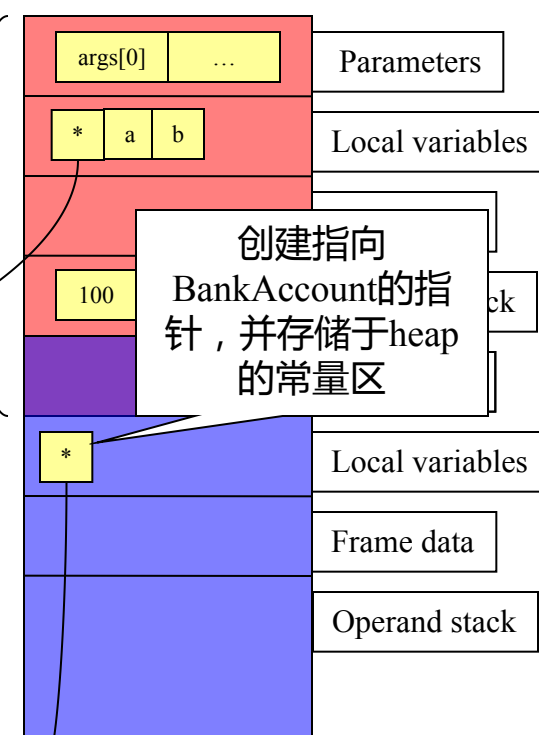 args[0] … Parameters
* a b Local variables
创建指向
BankAccount的指
针，并存储于heap
的常量区
100 ck
* Local variables
Frame data
Operand stack